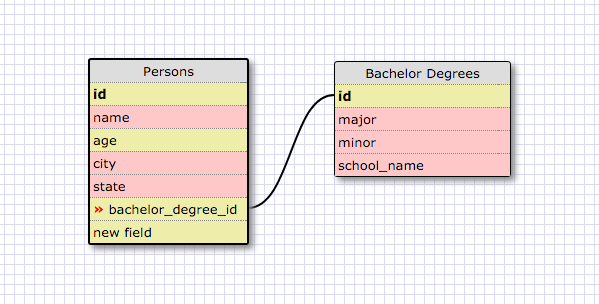 Persons
id
name
age
city
state
» bachelor_degree_id
new field
Bachelor Degrees
id
major
minor
school_name